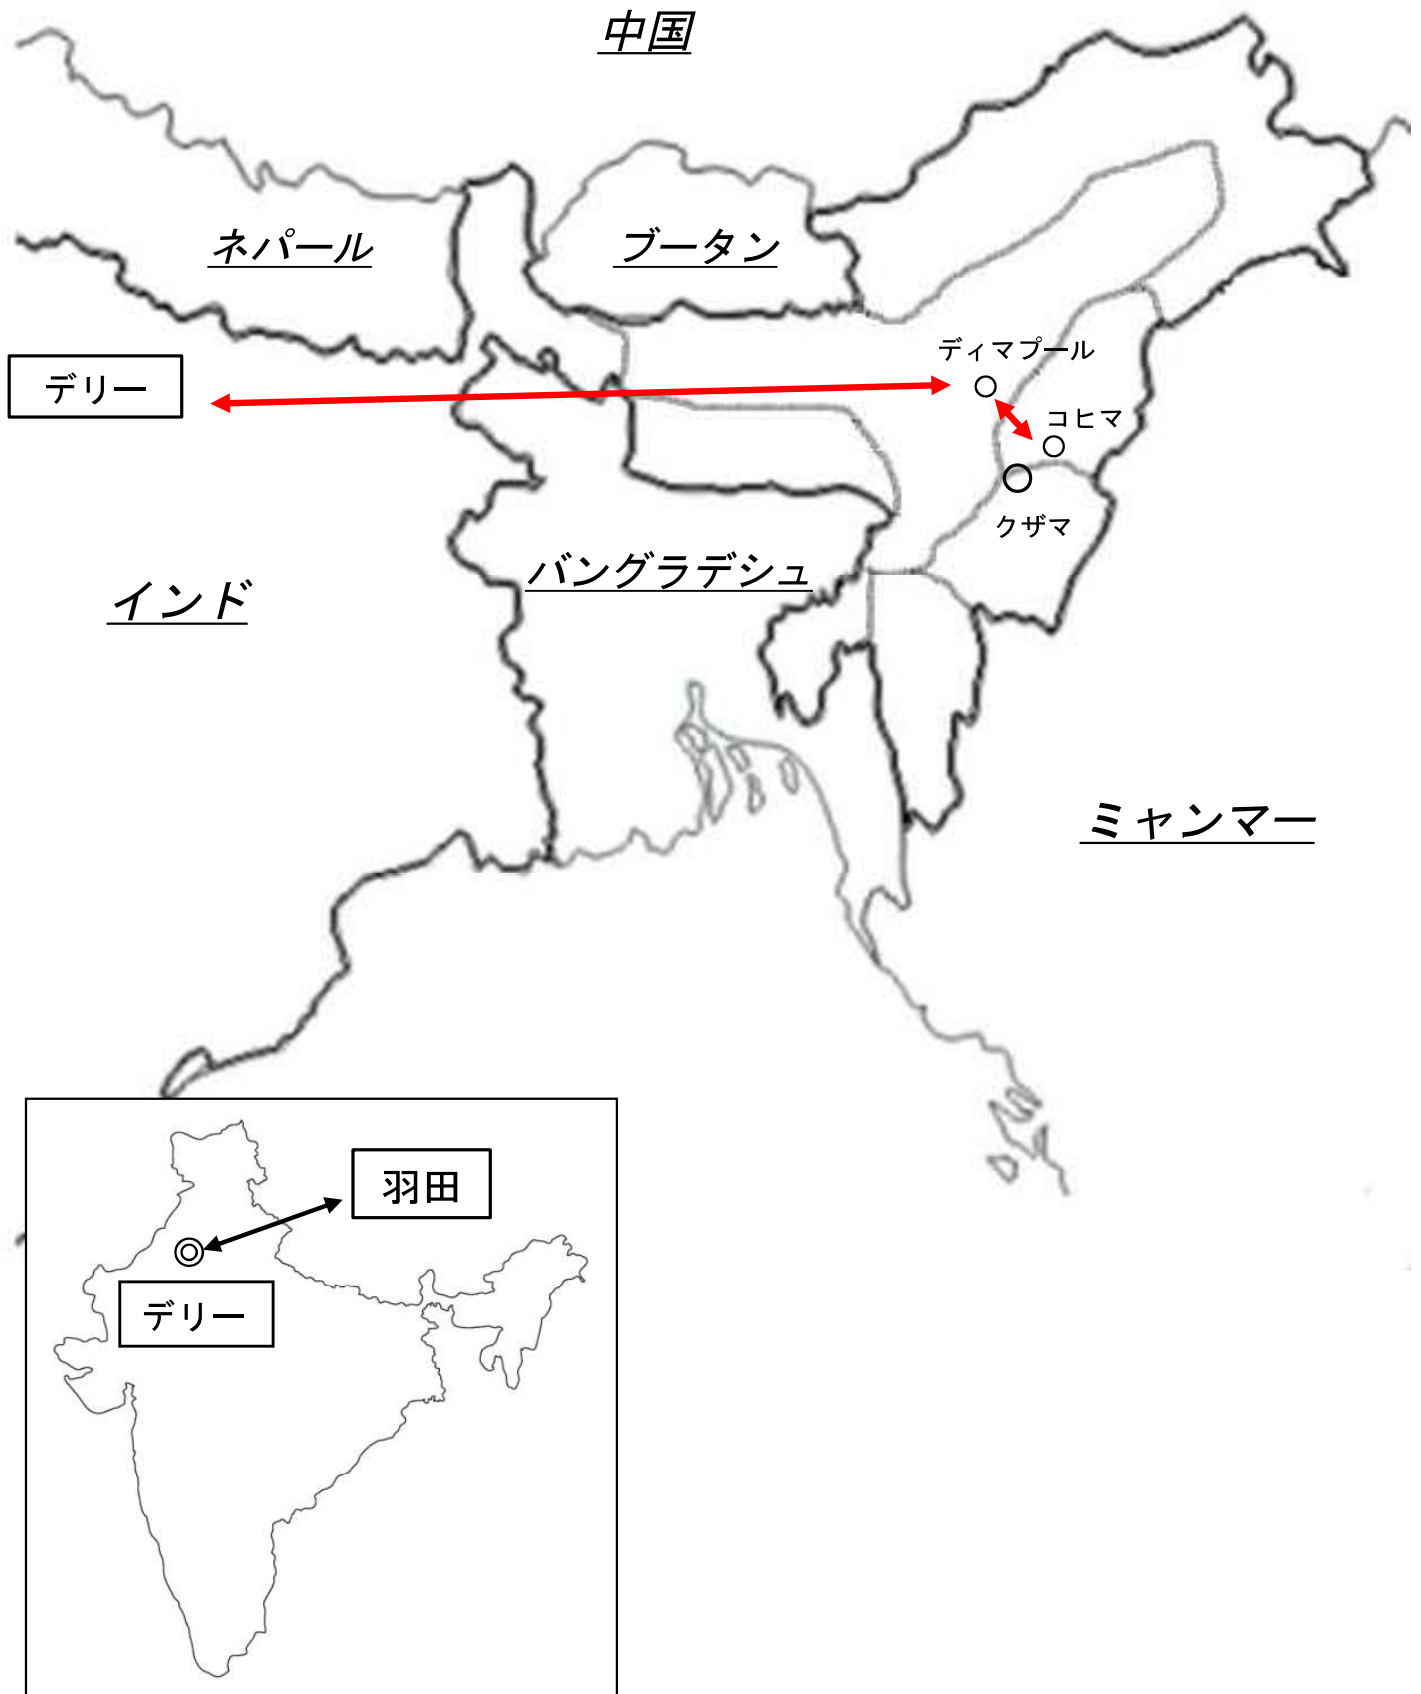 中国
ネパール
ブータン
ディマプール
デリー
コヒマ
クザマ
バングラデシュ
インド
ミャンマー
羽田
デリー